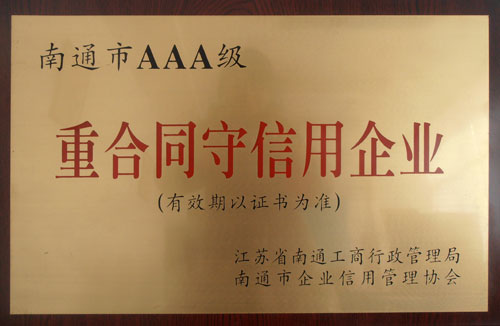 南通市AAA级
重合同守信用企业
(有效期以证书为准)
江苏省南通工商行政管理局
南通市企业信用管理协会